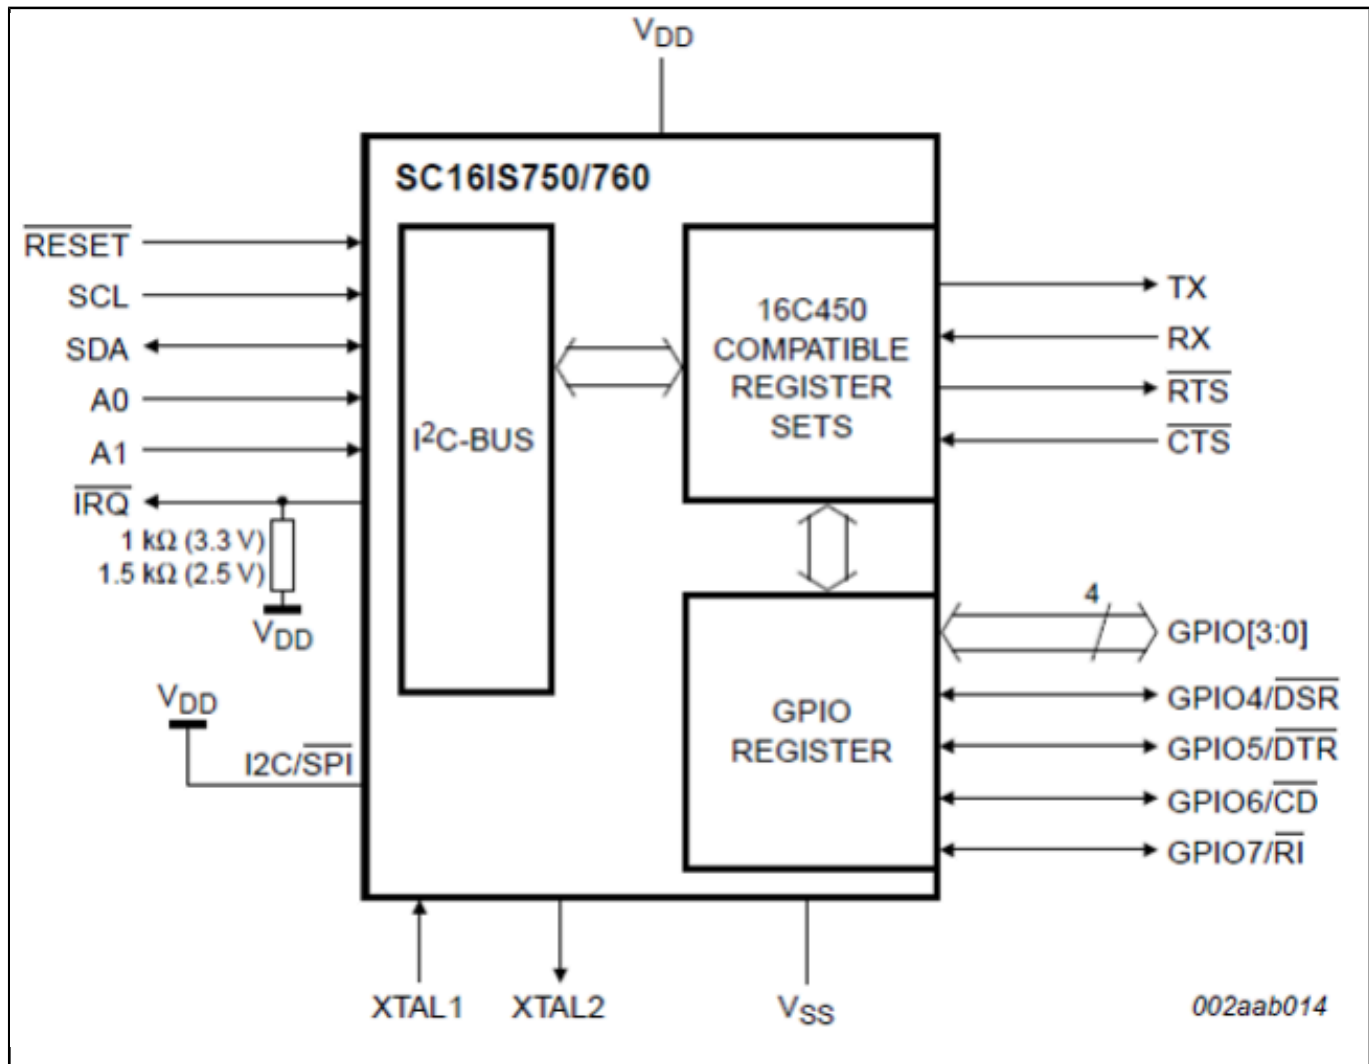 VDD
SC16IS750/760
RESET
SCL
SDA
A0
A1
IRQ
1 kΩ (3.3 V)
1.5 kΩ (2.5 V)
VDD
VDD
I2C/SPI
I²C-BUS
16C450
COMPATIBLE
REGISTER
SETS
GPIO
REGISTER
TX
RX
RTS
CTS
4
GPIO[3:0]
GPIO4/DSR
GPIO5/DTR
GPIO6/CD
GPIO7/RI
XTAL1
XTAL2
VSS
002aab014